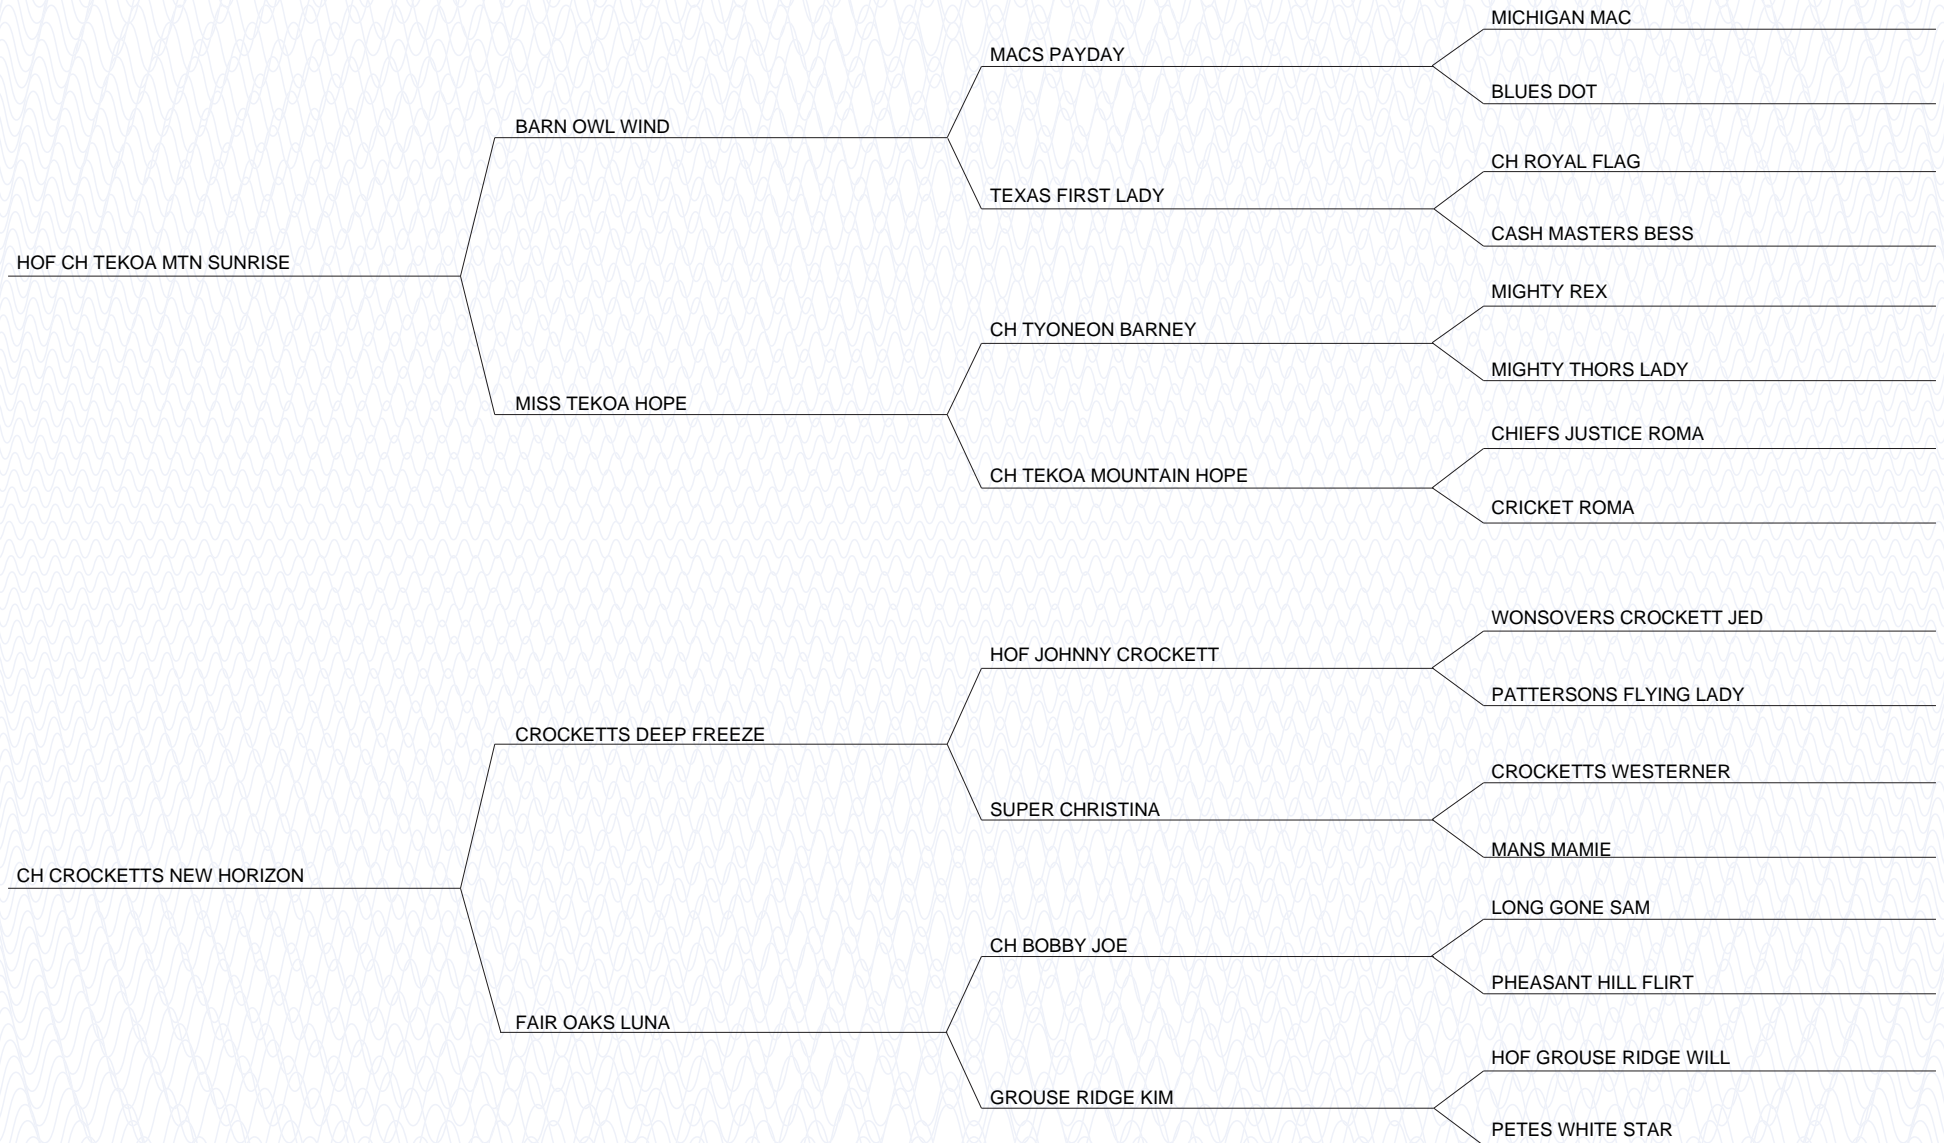 MICHIGAN MAC
MACS PAYDAY
BLUES DOT
BARN OWL WIND
CH ROYAL FLAG
TEXAS FIRST LADY
CASH MASTERS BESS
HOF CH TEKOA MTN SUNRISE
MIGHTY REX
CH TYONEON BARNEY
MIGHTY THORS LADY
MISS TEKOA HOPE
CHIEFS JUSTICE ROMA
CH TEKOA MOUNTAIN HOPE
CRICKET ROMA
WONSOVERS CROCKETT JED
HOF JOHNNY CROCKETT
PATTERSONS FLYING LADY
CROCKETTS DEEP FREEZE
CROCKETTS WESTERNER
SUPER CHRISTINA
MANS MAMIE
CH CROCKETTS NEW HORIZON
LONG GONE SAM
CH BOBBY JOE
PHEASANT HILL FLIRT
FAIR OAKS LUNA
HOF GROUSE RIDGE WILL
GROUSE RIDGE KIM
PETES WHITE STAR